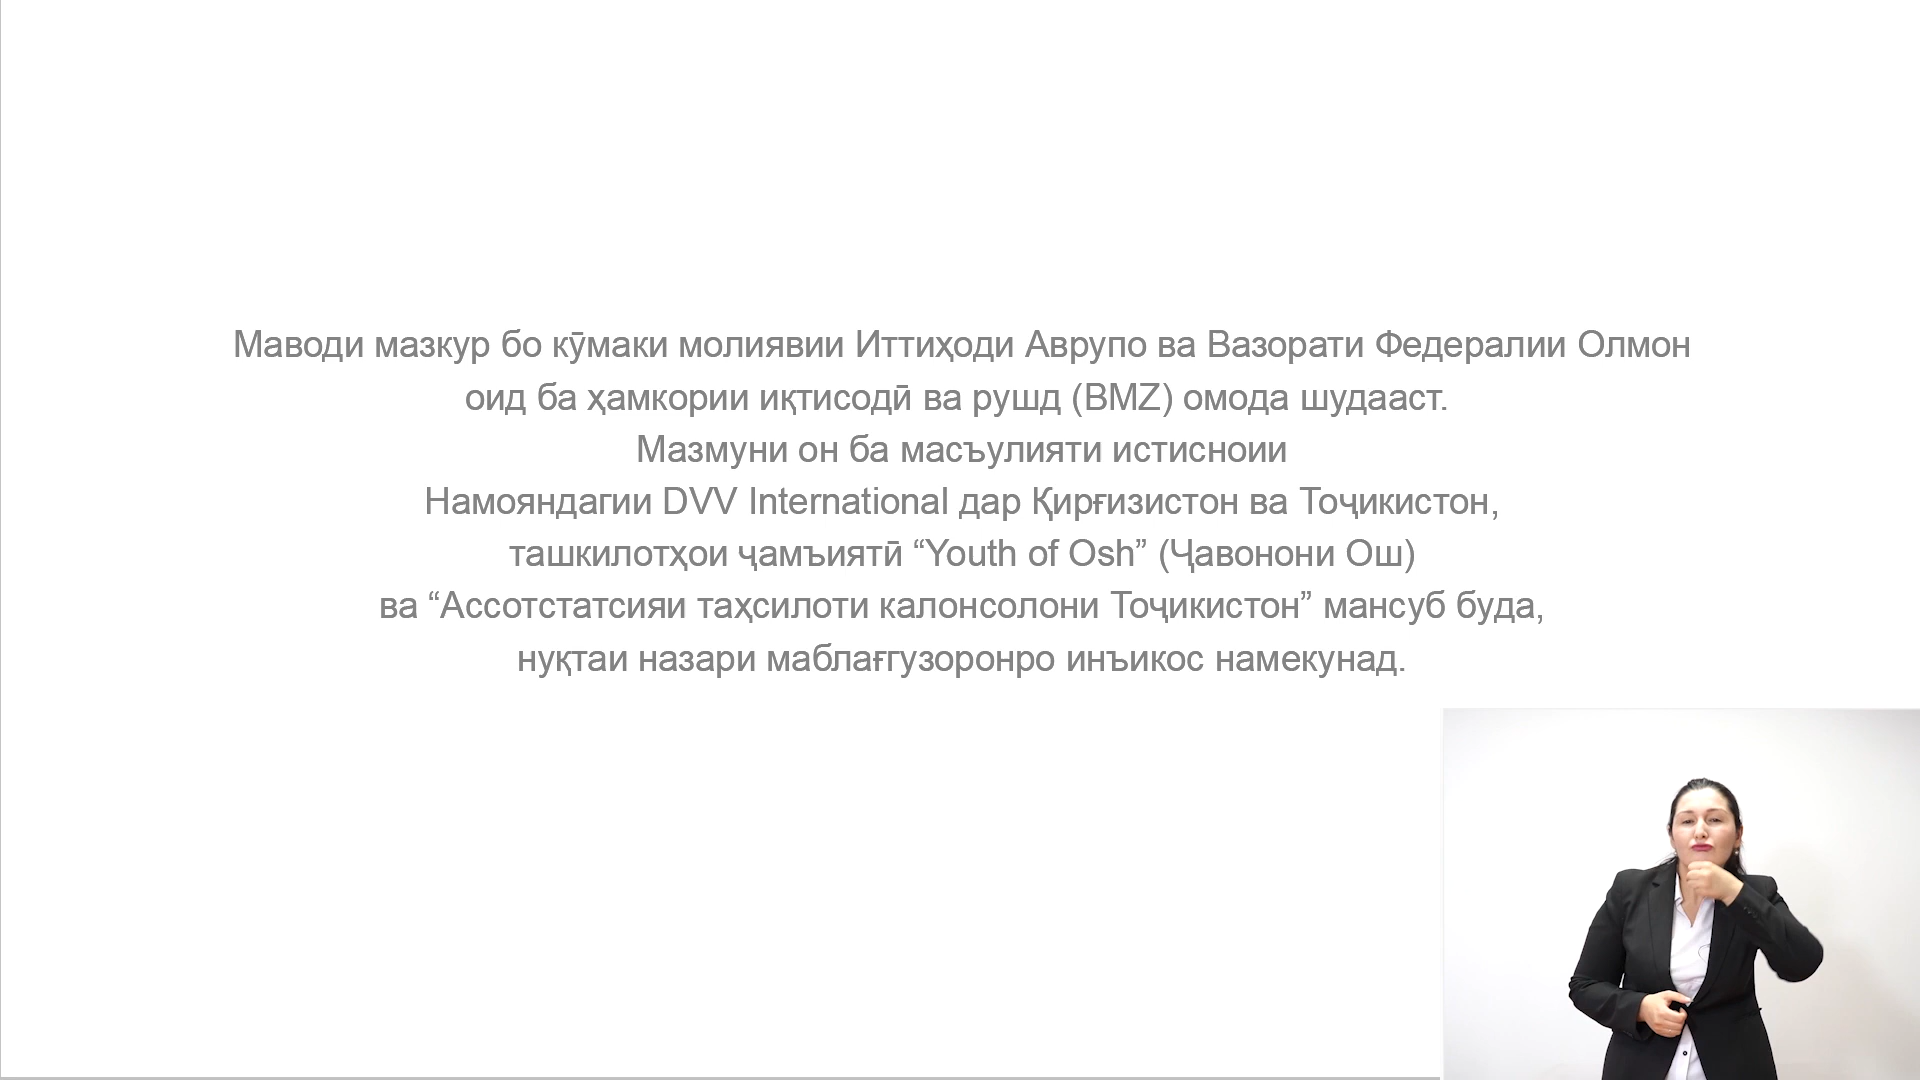 Маводи мазкур бо кӯмаки молиявии Иттиҳоди Аврупо ва Вазорати Федералии Олмон
оид ба ҳамкории иқтисодӣ ва рушд (BMZ) омода шудааст.
Мазмуни он ба масъулияти истисноии
Намояндагии DVV International дар Қирғизистон ва Тоҷикистон,
ташкилотҳои ҷамъиятӣ “Youth of Osh” (Ҷавонони Ош)
ва “Ассотстатсияи таҳсилоти калонсолони Тоҷикистон” мансуб буда,
нуқтаи назари маблағгузоронро инъикос намекунад.